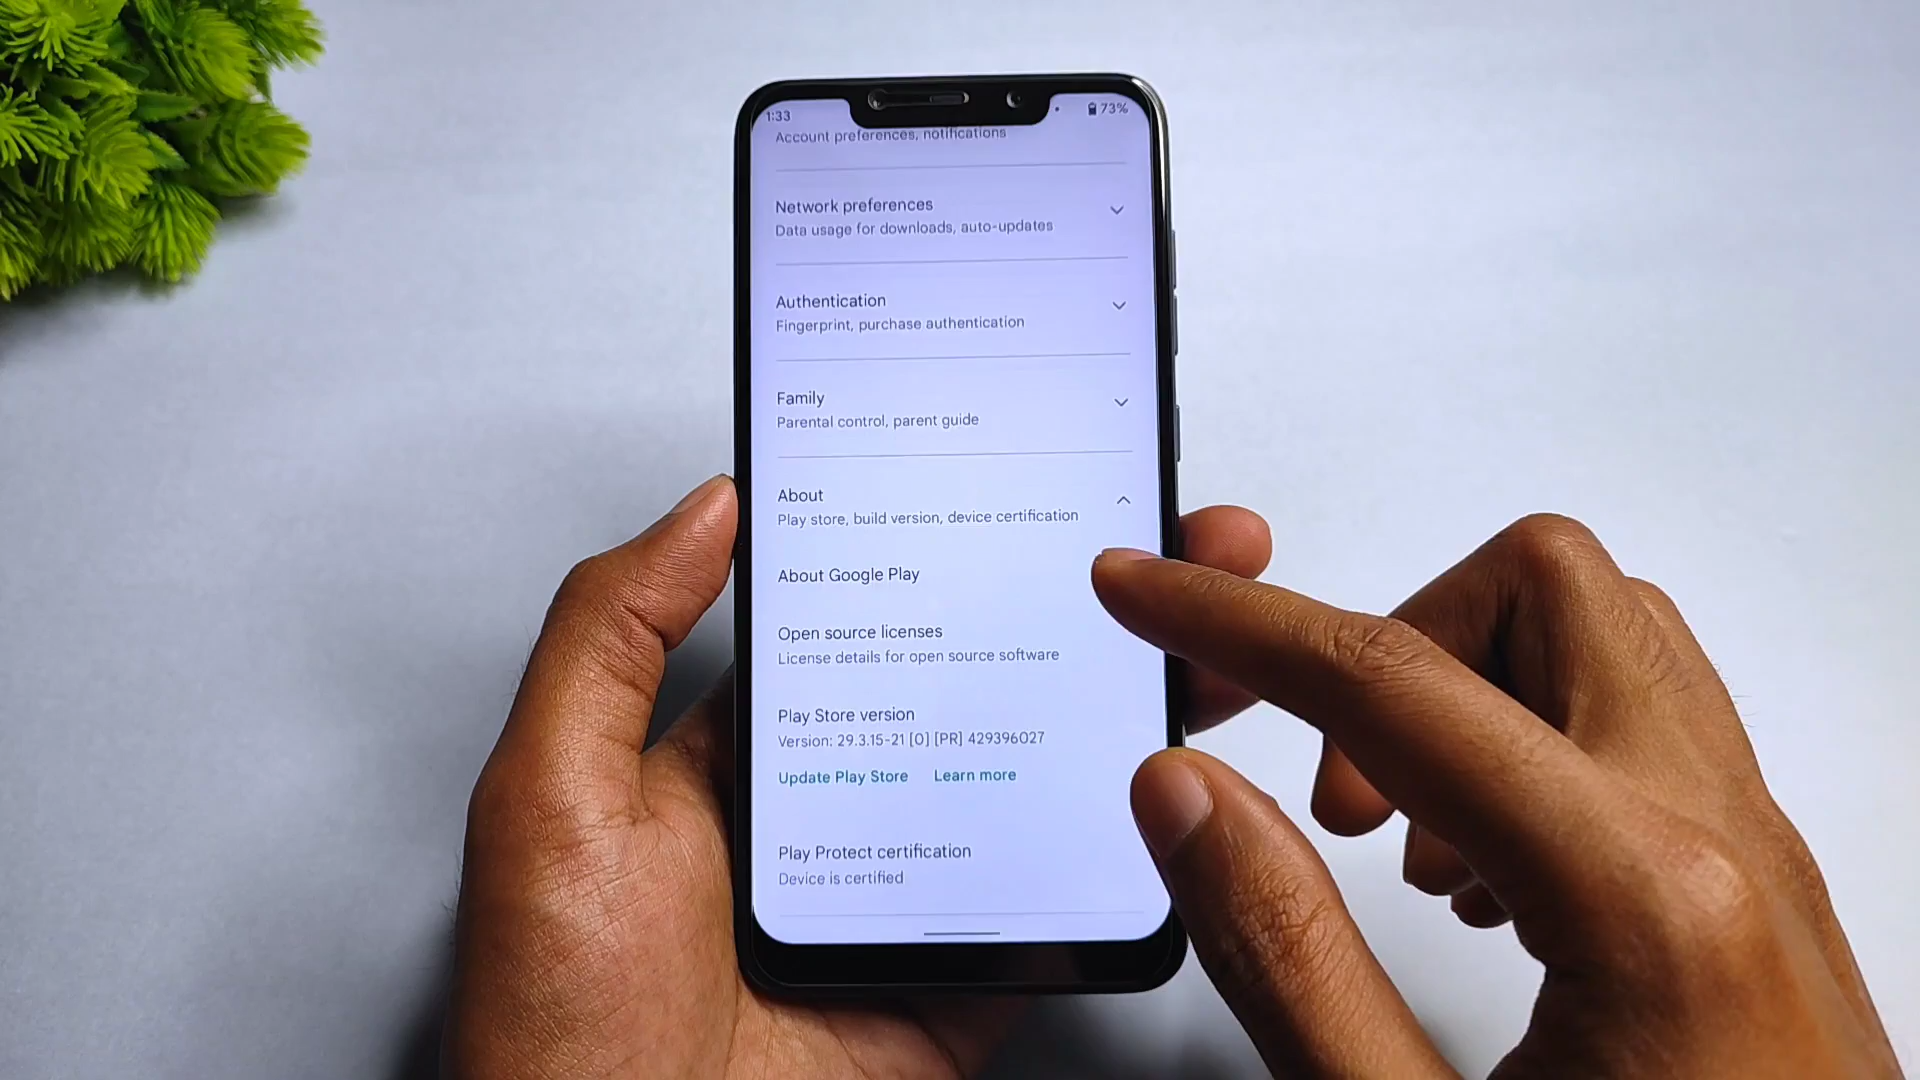 1:33
73%
Account preferences, notifications
Network preferences
Data usage for downloads, auto-updates
Authentication
Fingerprint, purchase authentication
Family
Parental control, parent guide
About
Play store, build version, device certification
About Google Play
Open source licenses
License details for open source software
Play Store version
Version: 29.3.15-21 [0] [PR] 429396027
Update Play Store Learn more
Play Protect certification
Device is certified